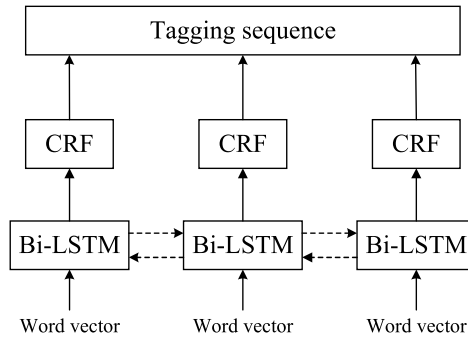 Tagging sequence
CRF CRF CRF
Bi-LSTM Bi-LSTM Bi-LSTM
Word vector Word vector Word vector